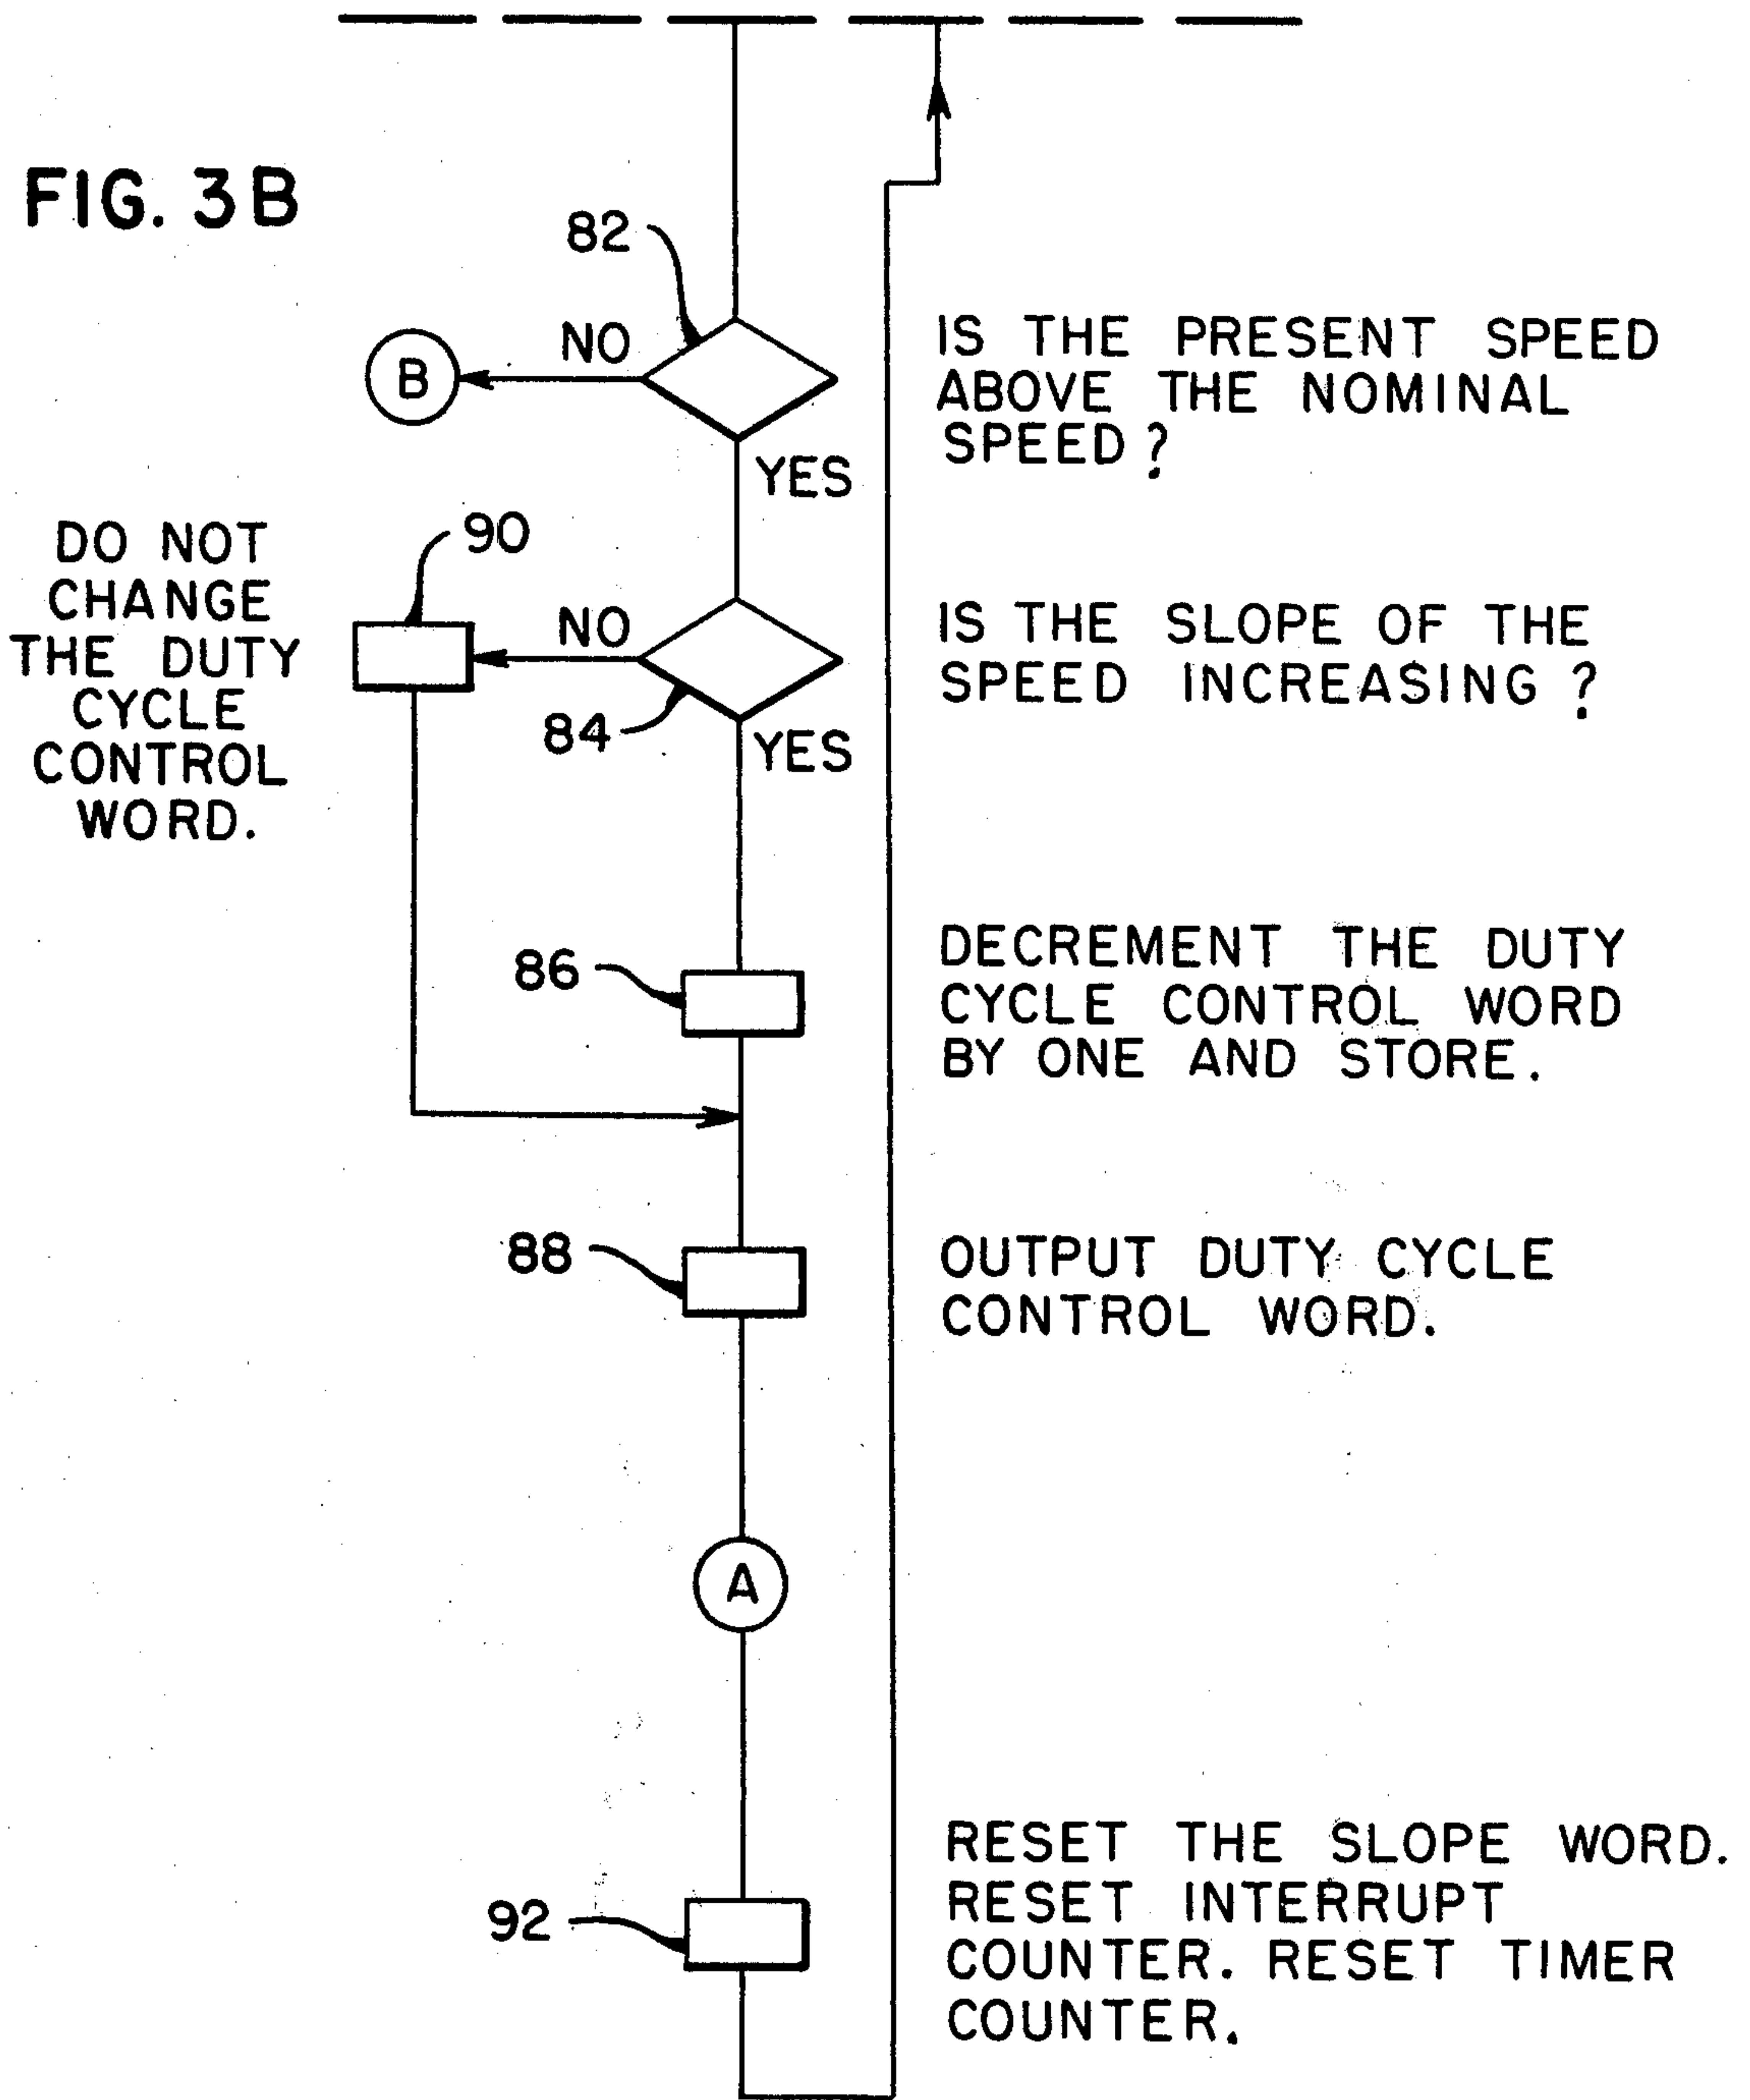 FIG. 3B
82
NO
B
IS THE PRESENT SPEED
ABOVE THE NOMINAL
SPEED?
YES
DO NOT
CHANGE
THE DUTY
CYCLE
CONTROL
WORD.
90
NO
84
IS THE SLOPE OF THE
SPEED INCREASING?
YES
86
DECREMENT THE DUTY
CYCLE CONTROL WORD
BY ONE AND STORE.
88
OUTPUT DUTY CYCLE
CONTROL WORD.
A
92
RESET THE SLOPE WORD.
RESET INTERRUPT
COUNTER. RESET TIMER
COUNTER.